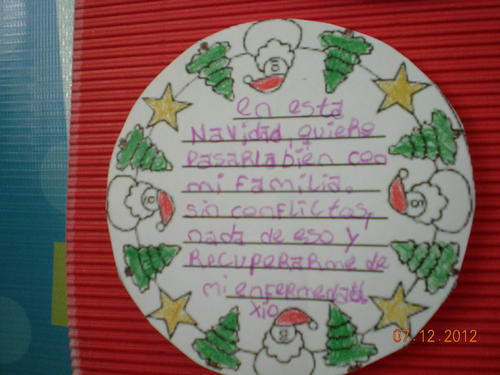 en esta
Navidad, quiero
pasarla bien con
mi familia,
sin conflictos,
nada de eso y
Recuperarme de
mi enfermedad
xio
07.12.2012